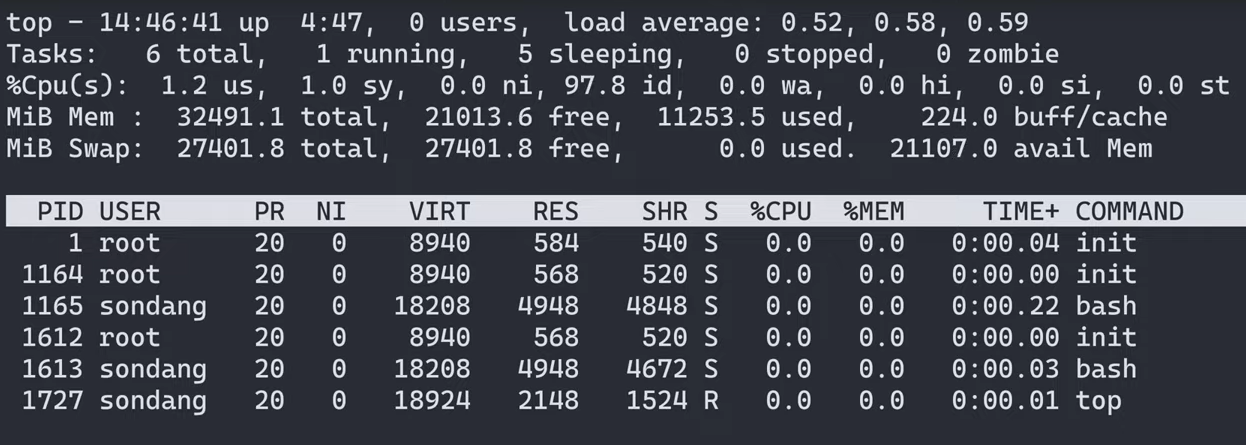 top - 14:46:41 up  4:47,  0 users,  load average: 0.52, 0.58, 0.59
Tasks:   6 total,   1 running,   5 sleeping,   0 stopped,   0 zombie
%Cpu(s):  1.2 us,  1.0 sy,  0.0 ni, 97.8 id,  0.0 wa,  0.0 hi,  0.0 si,  0.0 st
MiB Mem :  32491.1 total,  21013.6 free,  11253.5 used,    224.0 buff/cache
MiB Swap:  27401.8 total,  27401.8 free,      0.0 used.  21107.0 avail Mem
  PID USER      PR  NI    VIRT    RES    SHR S  %CPU  %MEM     TIME+ COMMAND
    1 root      20   0    8940    584    540 S   0.0   0.0   0:00.04 init
 1164 root      20   0    8940    568    520 S   0.0   0.0   0:00.00 init
 1165 sondang   20   0   18208   4948   4848 S   0.0   0.0   0:00.22 bash
 1612 root      20   0    8940    568    520 S   0.0   0.0   0:00.00 init
 1613 sondang   20   0   18208   4948   4672 S   0.0   0.0   0:00.03 bash
 1727 sondang   20   0   18924   2148   1524 R   0.0   0.0   0:00.01 top